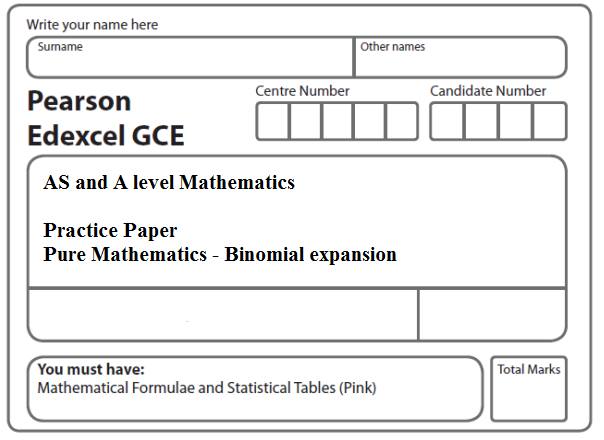 Write your name here
Surname
Other names
Pearson
Edexcel GCE
Centre Number
Candidate Number
AS and A level Mathematics
Practice Paper
Pure Mathematics - Binomial expansion
You must have:
Mathematical Formulae and Statistical Tables (Pink)
Total Marks